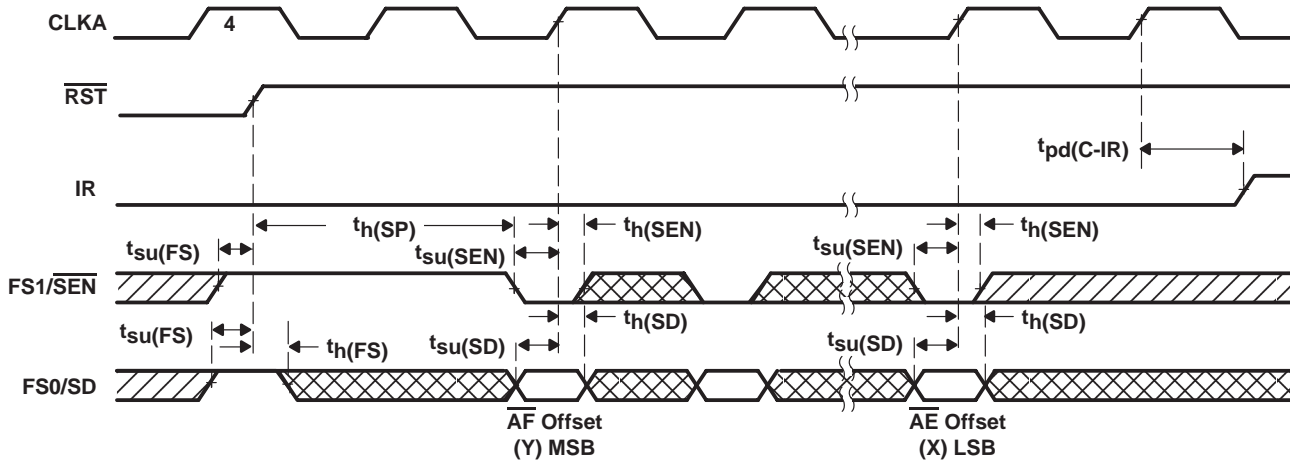 CLKA
4
RST
tpd(C-IR)
IR
th(SP)
th(SEN)
th(SEN)
tsu(FS)
tsu(SEN)
tsu(SEN)
FS1/SEN
tsu(FS)
th(FS)
tsu(SD)
th(SD)
tsu(SD)
th(SD)
FS0/SD
AF Offset
(Y) MSB
AE Offset
(X) LSB